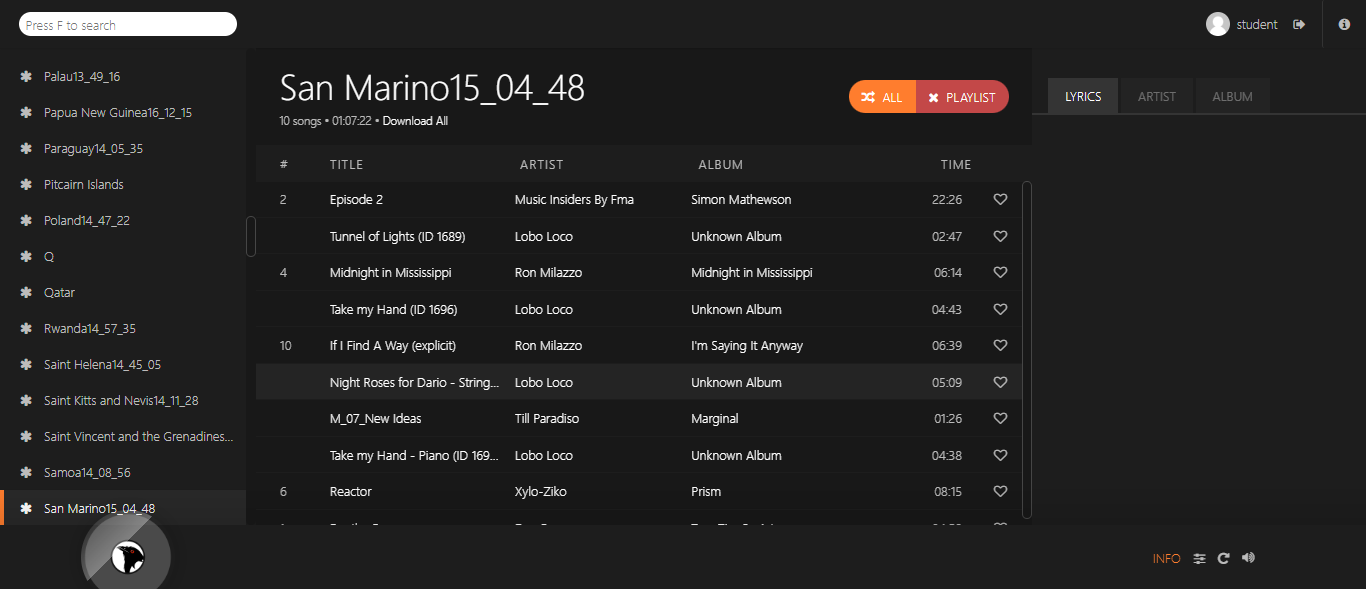 Press F to search
student
Palau13_49_16
Papua New Guinea16_12_15
Paraguay14_05_35
Pitcairn Islands
Poland14_47_22
Q
Qatar
Rwanda14_57_35
Saint Helena14_45_05
Saint Kitts and Nevis14_11_28
Saint Vincent and the Grenadines...
Samoa14_08_56
San Marino15_04_48
San Marino15_04_48
ALL PLAYLIST
10 songs • 01:07:22 • Download All
# TITLE ARTIST ALBUM TIME
2 Episode 2 Music Insiders By Fma Simon Mathewson 22:26
Tunnel of Lights (ID 1689) Lobo Loco Unknown Album 02:47
4 Midnight in Mississippi Ron Milazzo Midnight in Mississippi 06:14
Take my Hand (ID 1696) Lobo Loco Unknown Album 04:43
10 If I Find A Way (explicit) Ron Milazzo I'm Saying It Anyway 06:39
Night Roses for Dario - String... Lobo Loco Unknown Album 05:09
M_07_New Ideas Till Paradiso Marginal 01:26
Take my Hand - Piano (ID 169... Lobo Loco Unknown Album 04:38
6 Reactor Xylo-Ziko Prism 08:15
LYRICS ARTIST ALBUM
INFO